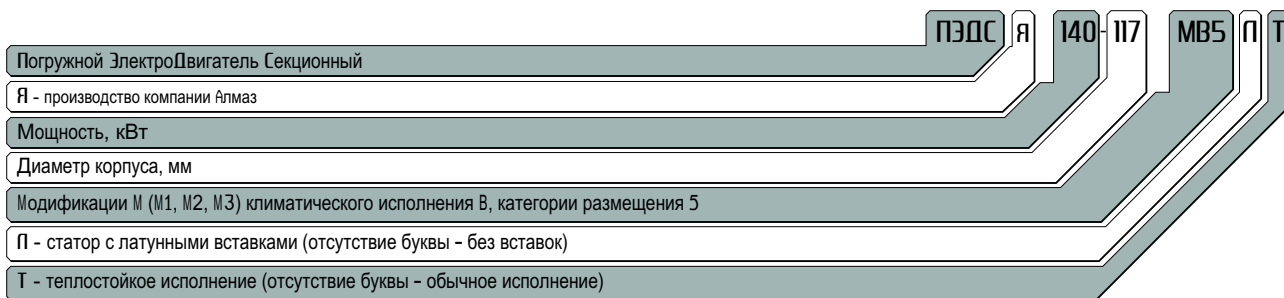 ПЭДС Я 140-117 МВ5 Л Т
Погружной ЭлектроДвигатель Секционный
Я - производство компании Алмаз
Мощность, кВт
Диаметр корпуса, мм
Модификации М (М1, М2, М3) климатического исполнения В, категории размещения 5
Л - статор с латунными вставками (отсутствие буквы - без вставок)
Т - теплостойкое исполнение (отсутствие буквы - обычное исполнение)